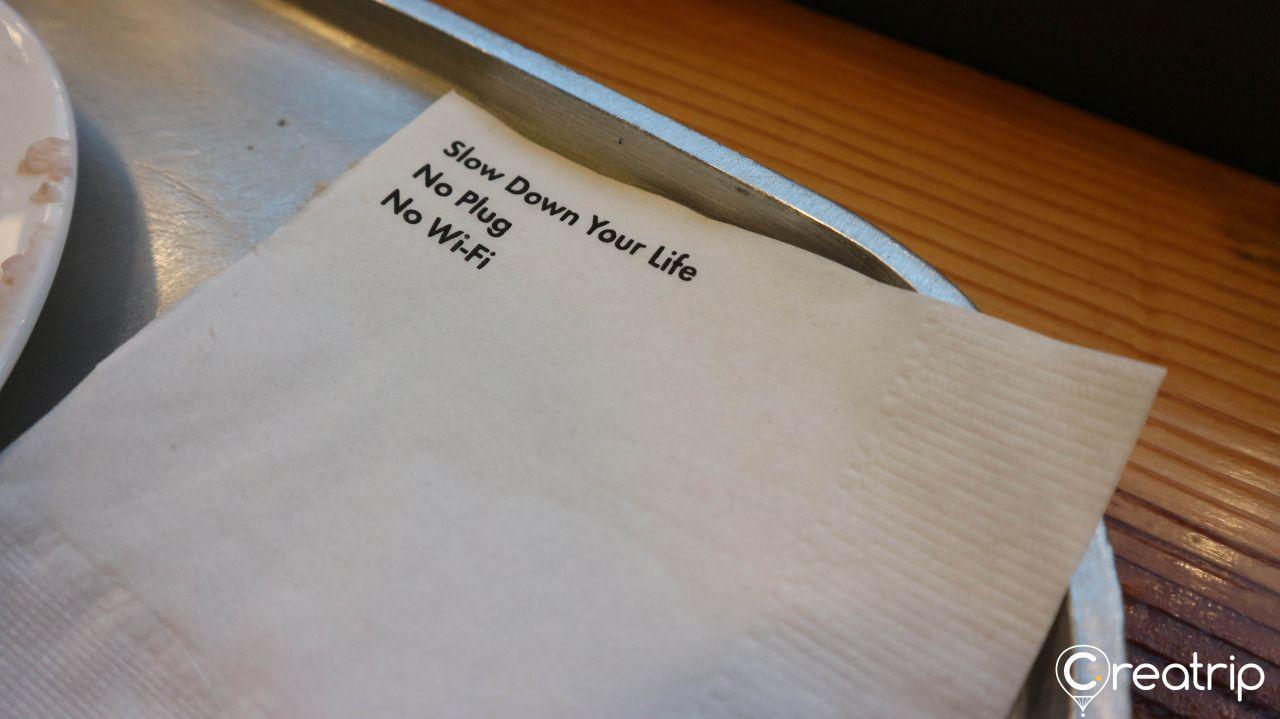 Slow Down Your Life
No Plug
No Wi-Fi
Creatrip